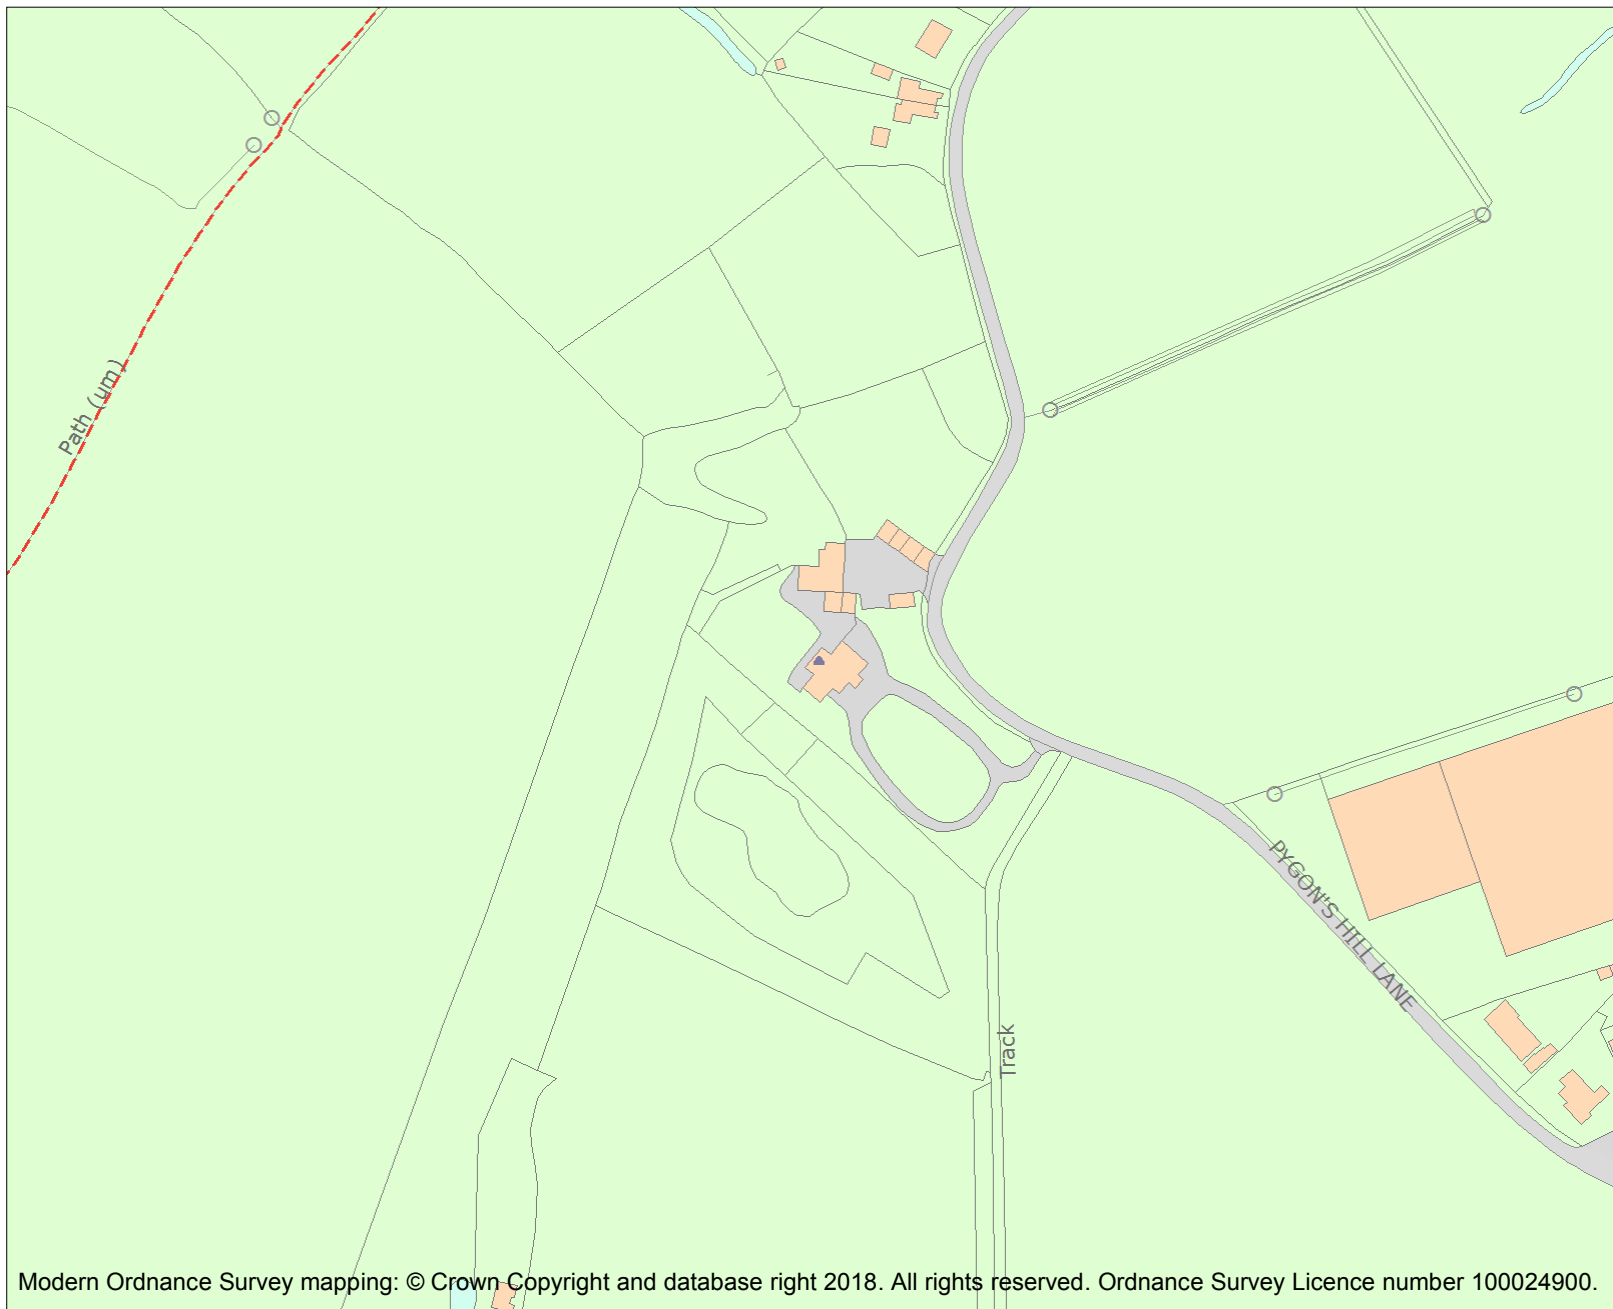 Path (um)
PYGON'S HILL LANE
Track
Modern Ordnance Survey mapping: © Crown Copyright and database right 2018. All rights reserved. Ordnance Survey Licence number 100024900.